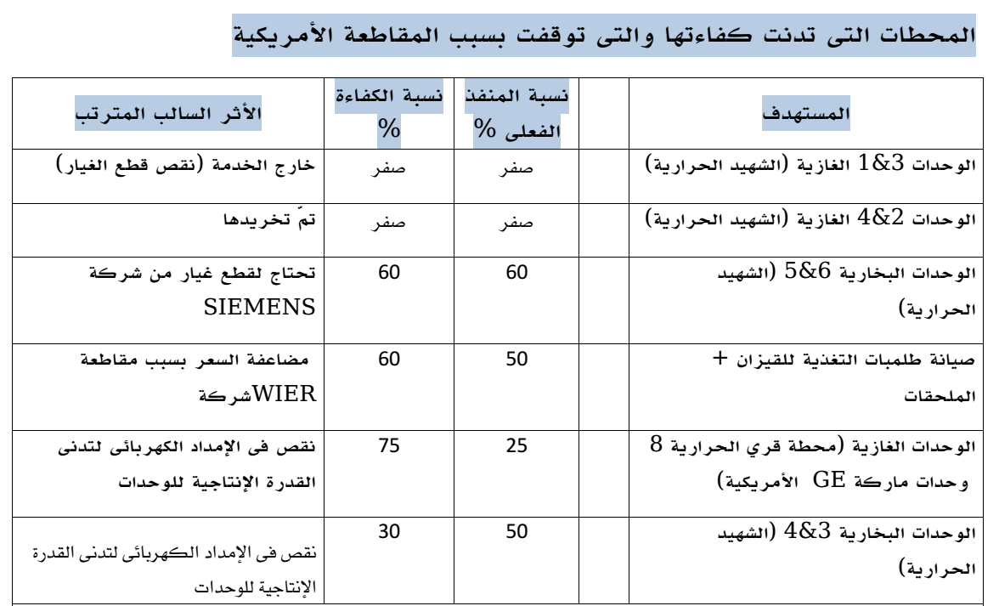 المحطات التى تدنت كفاءتها والتى توقفت بسبب المقاطعة الأمريكية
المستهدف
نسبة المنفذ
الفعلى %
نسبة الكفاءة
%
الأثر السالب المترتب
الوحدات 3&1 الغازية (الشهيد الحرارية)
صفر
صفر
خارج الخدمة (نقص قطع الغيار)
الوحدات 2&4 الغازية (الشهيد الحرارية)
صفر
صفر
تمّ تخريدها
الوحدات البخارية 6&5 (الشهيد
الحرارية)
60
60
تحتاج لقطع غيار من شركة
SIEMENS
صيانة طلمبات التغذية للقيزان +
الملحقات
50
60
مضاعفة السعر بسبب مقاطعة
WIERشركة
الوحدات الغازية (محطة قري الحرارية 8
وحدات ماركة GE الأمريكية)
25
75
نقص فى الإمداد الكهربائى لتدنى
القدرة الإنتاجية للوحدات
الوحدات البخارية 3&4 (الشهيد
الحرارية)
50
30
نقص فى الإمداد الكهربائى لتدنى القدرة
الإنتاجية للوحدات